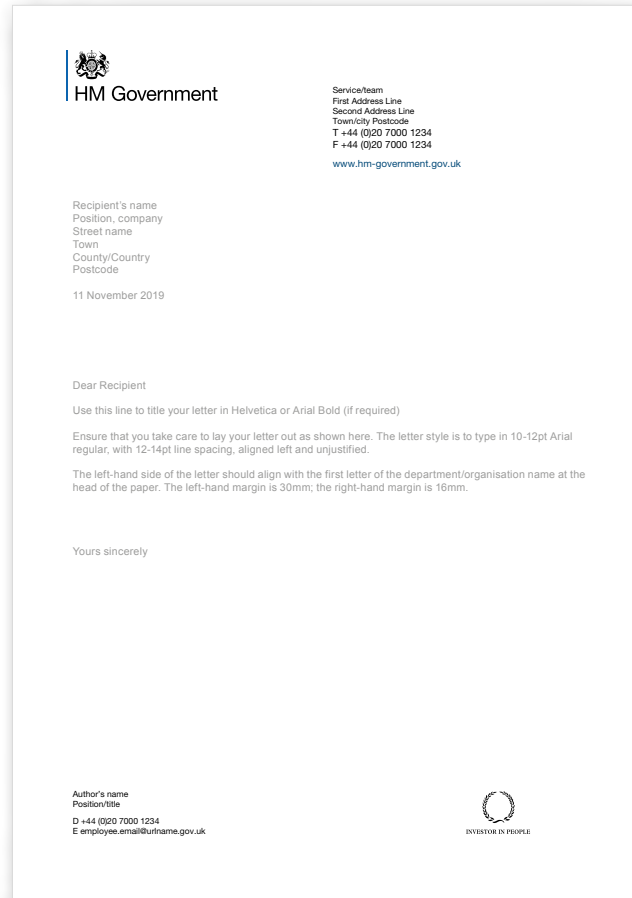 HM Government
Service/team
First Address Line
Second Address Line
Town/city Postcode
T +44 (0)20 7000 1234
F +44 (0)20 7000 1234
www.hm-government.gov.uk
Recipient's name
Position, company
Street name
Town
County/Country
Postcode
11 November 2019
Dear Recipient
Use this line to title your letter in Helvetica or Arial Bold (if required)
Ensure that you take care to lay your letter out as shown here. The letter style is to type in 10-12pt Arial
regular, with 12-14pt line spacing, aligned left and unjustified.
The left-hand side of the letter should align with the first letter of the department/organisation name at the
head of the paper. The left-hand margin is 30mm; the right-hand margin is 16mm.
Yours sincerely
Author's name
Position/title
D +44 (0)20 7000 1234
E employee.email@urlname.gov.uk
INVESTOR IN PEOPLE